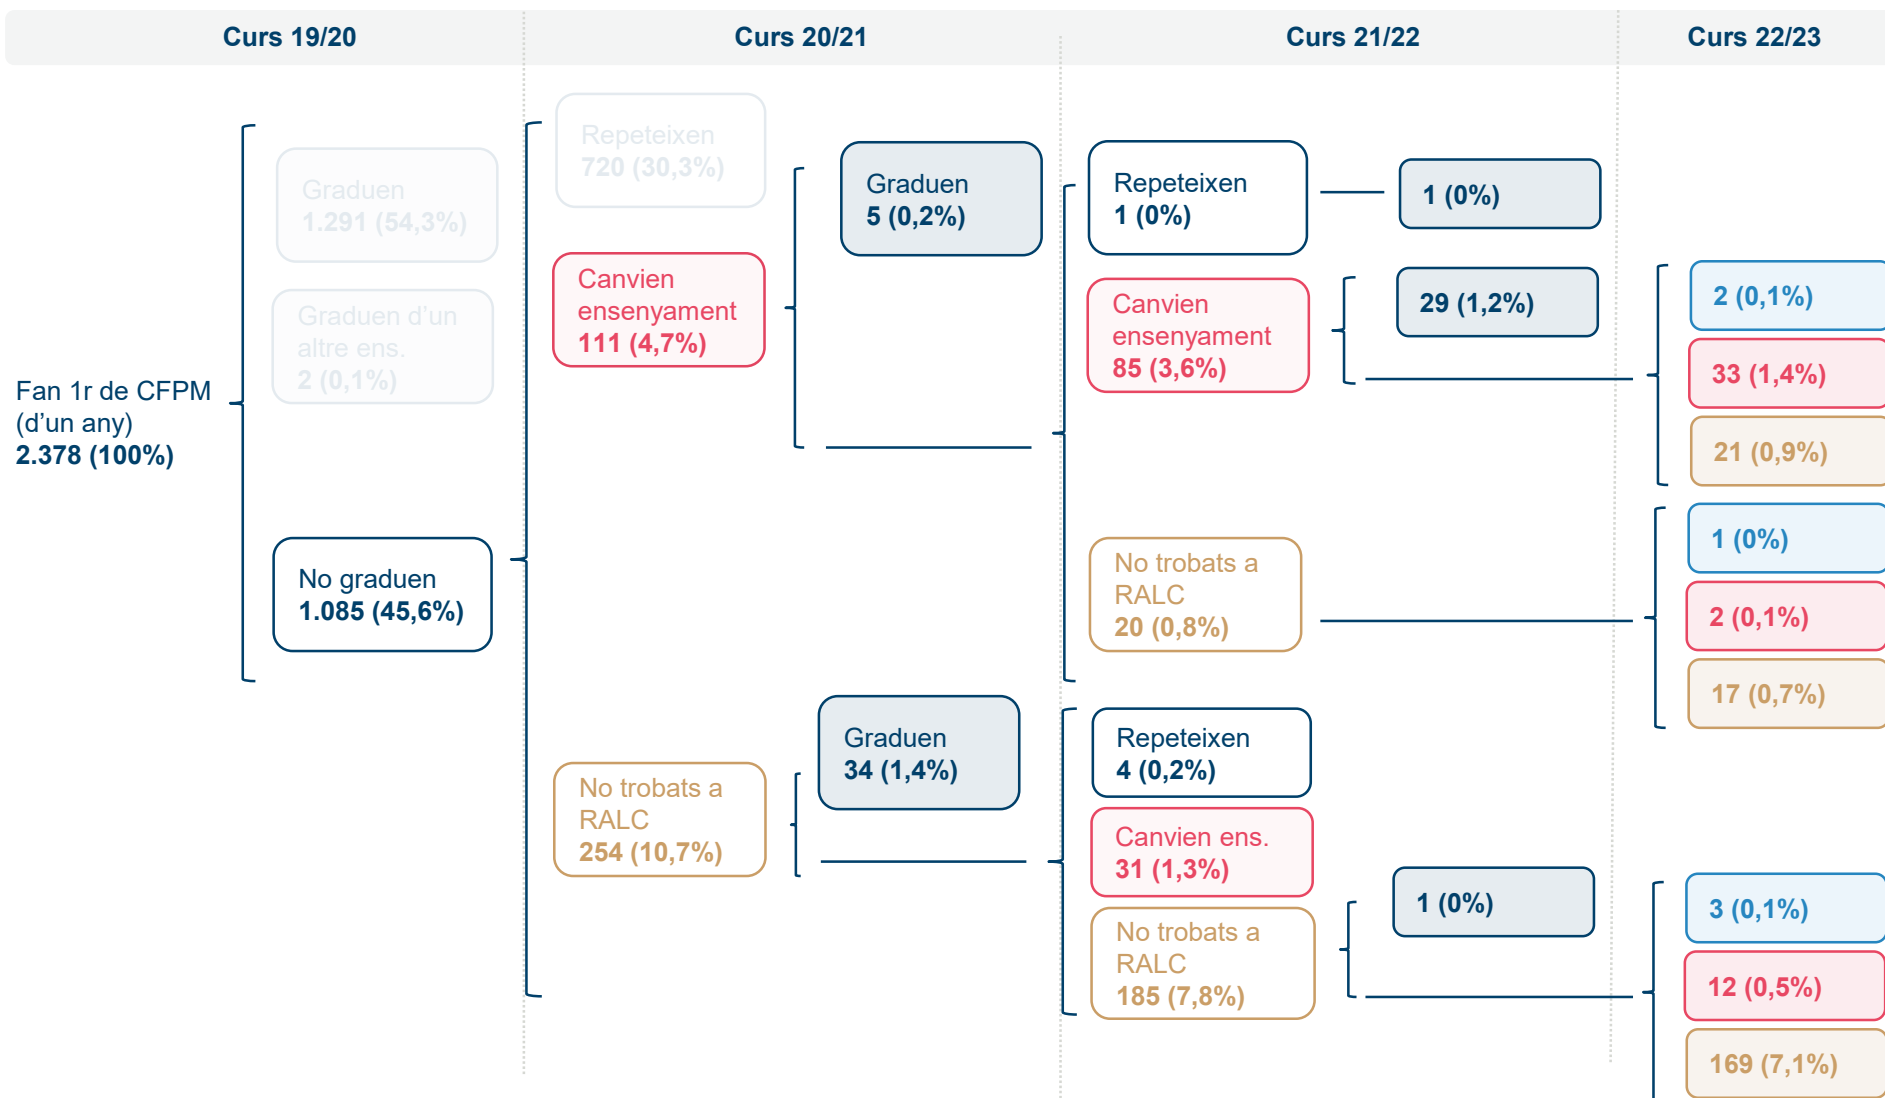 Curs 19/20
Curs 20/21
Curs 21/22
Curs 22/23
Fan 1r de CFPM
(d'un any)
2.378 (100%)
Graduen
1.291 (54,3%)
Graduen d'un
altre ens.
2 (0,1%)
No graduen
1.085 (45,6%)
Repeteixen
720 (30,3%)
Canvien
ensenyament
111 (4,7%)
No trobats a
RALC
254 (10,7%)
Graduen
5 (0,2%)
Graduen
34 (1,4%)
Repeteixen
1 (0%)
Canvien
ensenyament
85 (3,6%)
No trobats a
RALC
20 (0,8%)
Repeteixen
4 (0,2%)
Canvien ens.
31 (1,3%)
No trobats a
RALC
185 (7,8%)
1 (0%)
29 (1,2%)
1 (0%)
2 (0,1%)
33 (1,4%)
21 (0,9%)
1 (0%)
2 (0,1%)
17 (0,7%)
3 (0,1%)
12 (0,5%)
169 (7,1%)